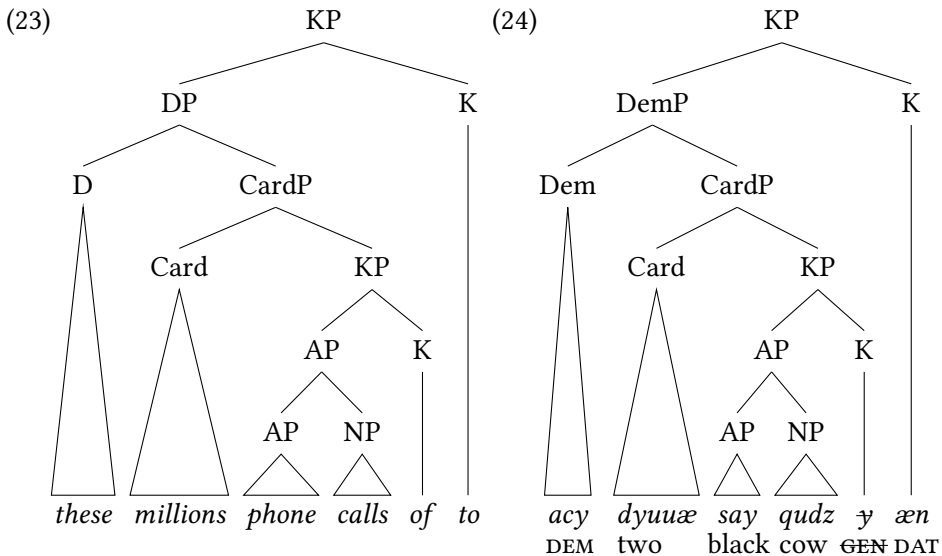 (23) KP (24) KP
DP K DemP K
D CardP Dem CardP
Card KP Card KP
AP K AP K
AP NP AP NP
these millions phone calls of to acy dyuuæ say qudz y æn
DEM two black cow GEN DAT